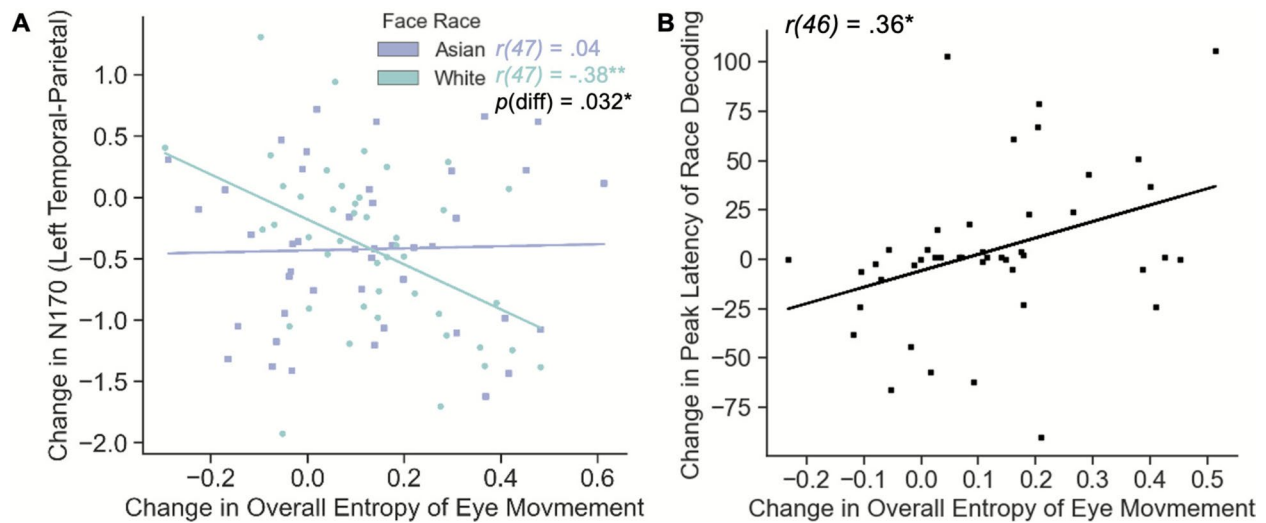 A
Face Race
Asian r(47) = .04
White r(47) = -.38**
p(diff) = .032*
Change in N170 (Left Temporal-Parietal)
1.0
0.5
0.0
−0.5
−1.0
−1.5
−2.0
−0.2 0.0 0.2 0.4 0.6
Change in Overall Entropy of Eye Movmement
B
r(46) = .36*
Change in Peak Latency of Race Decoding
100
75
50
25
0
−25
−50
−75
−0.2 −0.1 0.0 0.1 0.2 0.3 0.4 0.5
Change in Overall Entropy of Eye Movmement